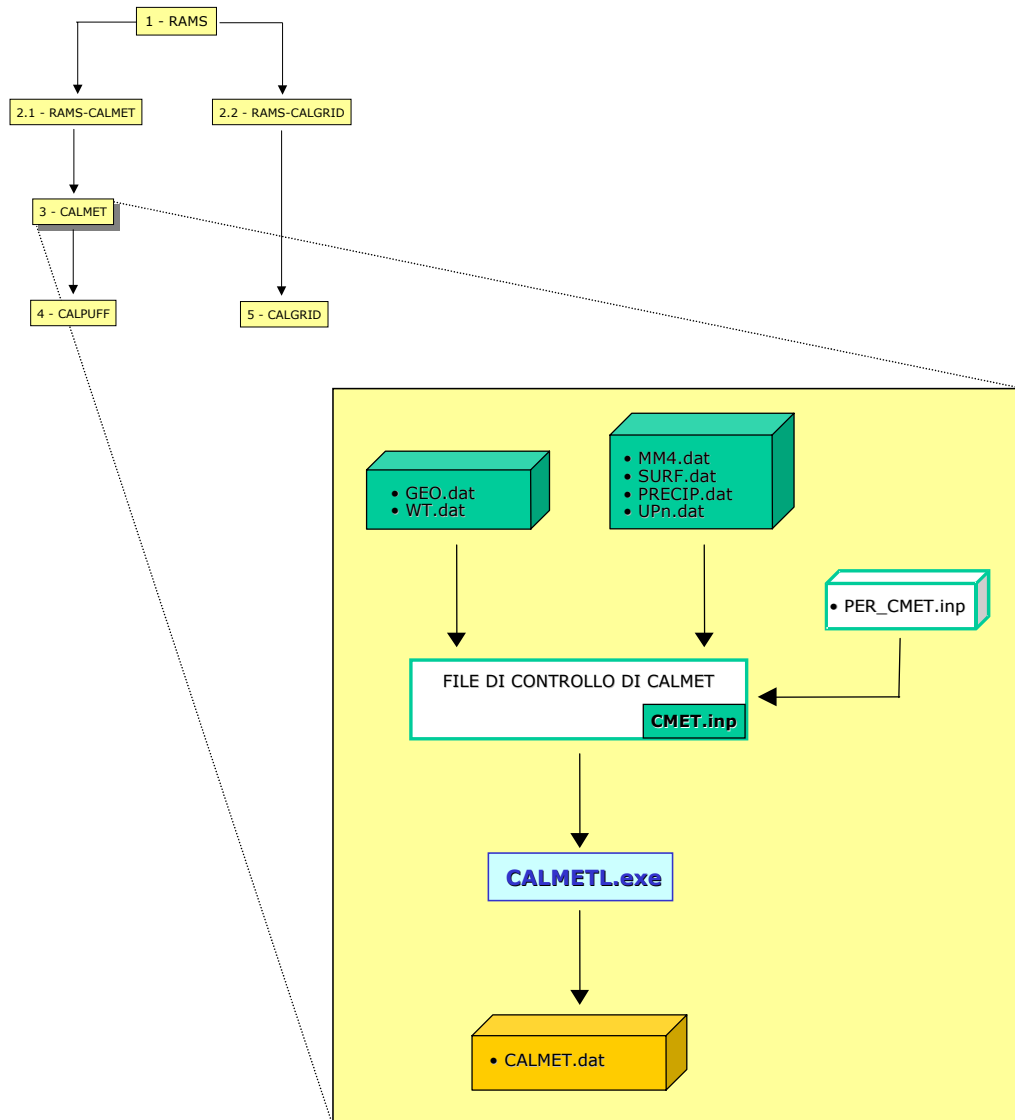 1 - RAMS
2.1 - RAMS-CALMET
2.2 - RAMS-CALGRID
3 - CALMET
4 - CALPUFF
5 - CALGRID
• GEO.dat
• WT.dat
• MM4.dat
• SURF.dat
• PRECIP.dat
• UPn.dat
• PER_CMET.inp
FILE DI CONTROLLO DI CALMET
CMET.inp
CALMETL.exe
• CALMET.dat